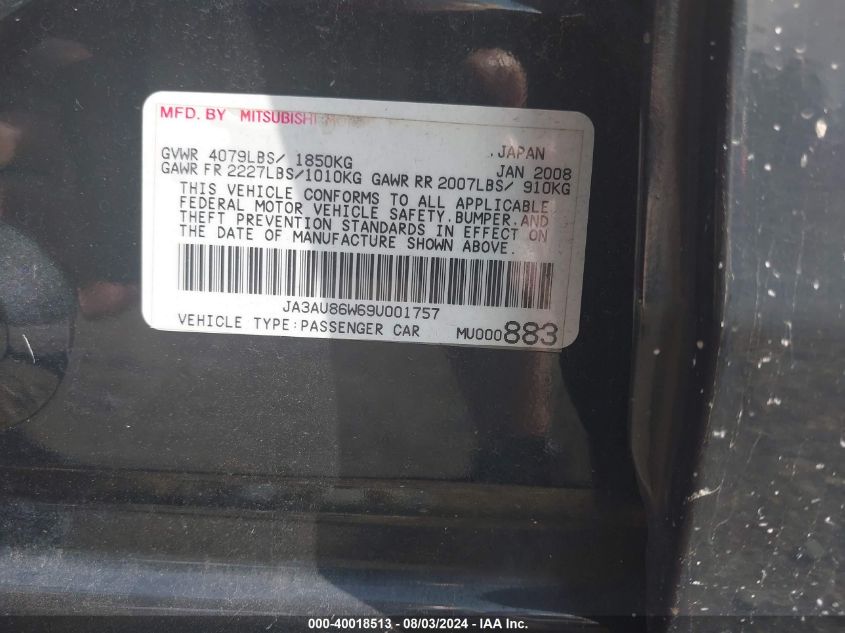 MFD. BY MITSUBISHI
, JAPAN
GVWR 4079LBS/ 1850KG JAN 2008
GAWR FR 2227LBS/1010KG GAWR RR 2007LBS/ 910KG
THIS VEHICLE CONFORMS TO ALL APPLICABLE
FEDERAL MOTOR VEHICLE SAFETY,BUMPER,AND
THEFT PREVENTION STANDARDS IN EFFECT ON
THE DATE OF MANUFACTURE SHOWN ABOVE.
JA3AU86W69U001757
VEHICLE TYPE:PASSENGER CAR MU000883
000-40018513 - 08/03/2024 - IAA Inc.